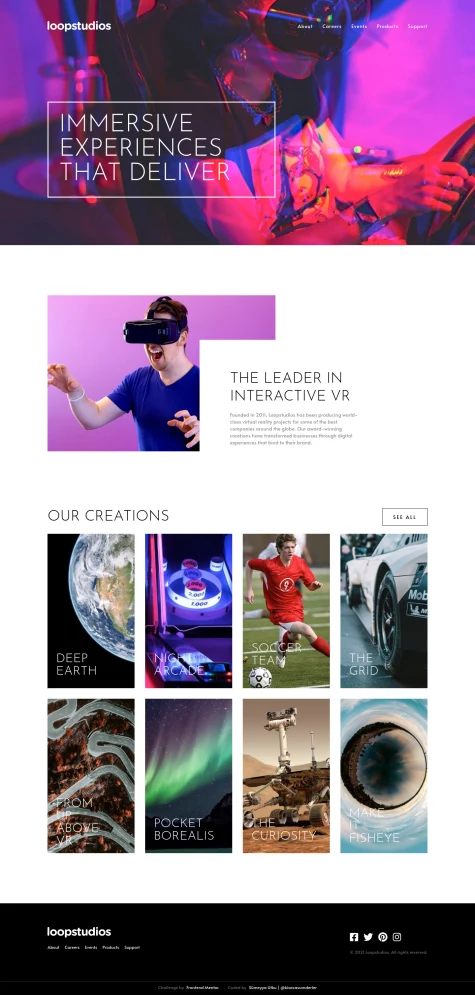 loopstudios
About Careers Events Products Support
IMMERSIVE
EXPERIENCES
THAT DELIVER
THE LEADER IN
INTERACTIVE VR
Founded in 2011, Loopstudios has been producing world-
class virtual reality projects for some of the best
companies around the globe. Our award-winning
creations have transformed businesses through digital
experiences that bind to their brand.
OUR CREATIONS
SEE ALL
DEEP
EARTH
NIGHT
ARCADE
SOCCER
TEAM
THE
GRID
FROM
UP
ABOVE
VR
POCKET
BOREALIS
THE
CURIOSITY
MAKE
IT
FISHEYE
loopstudios
About Careers Events Products Support
© 2021 Loopstudios. All rights reserved.
Challenge by Frontend Mentor. Coded by